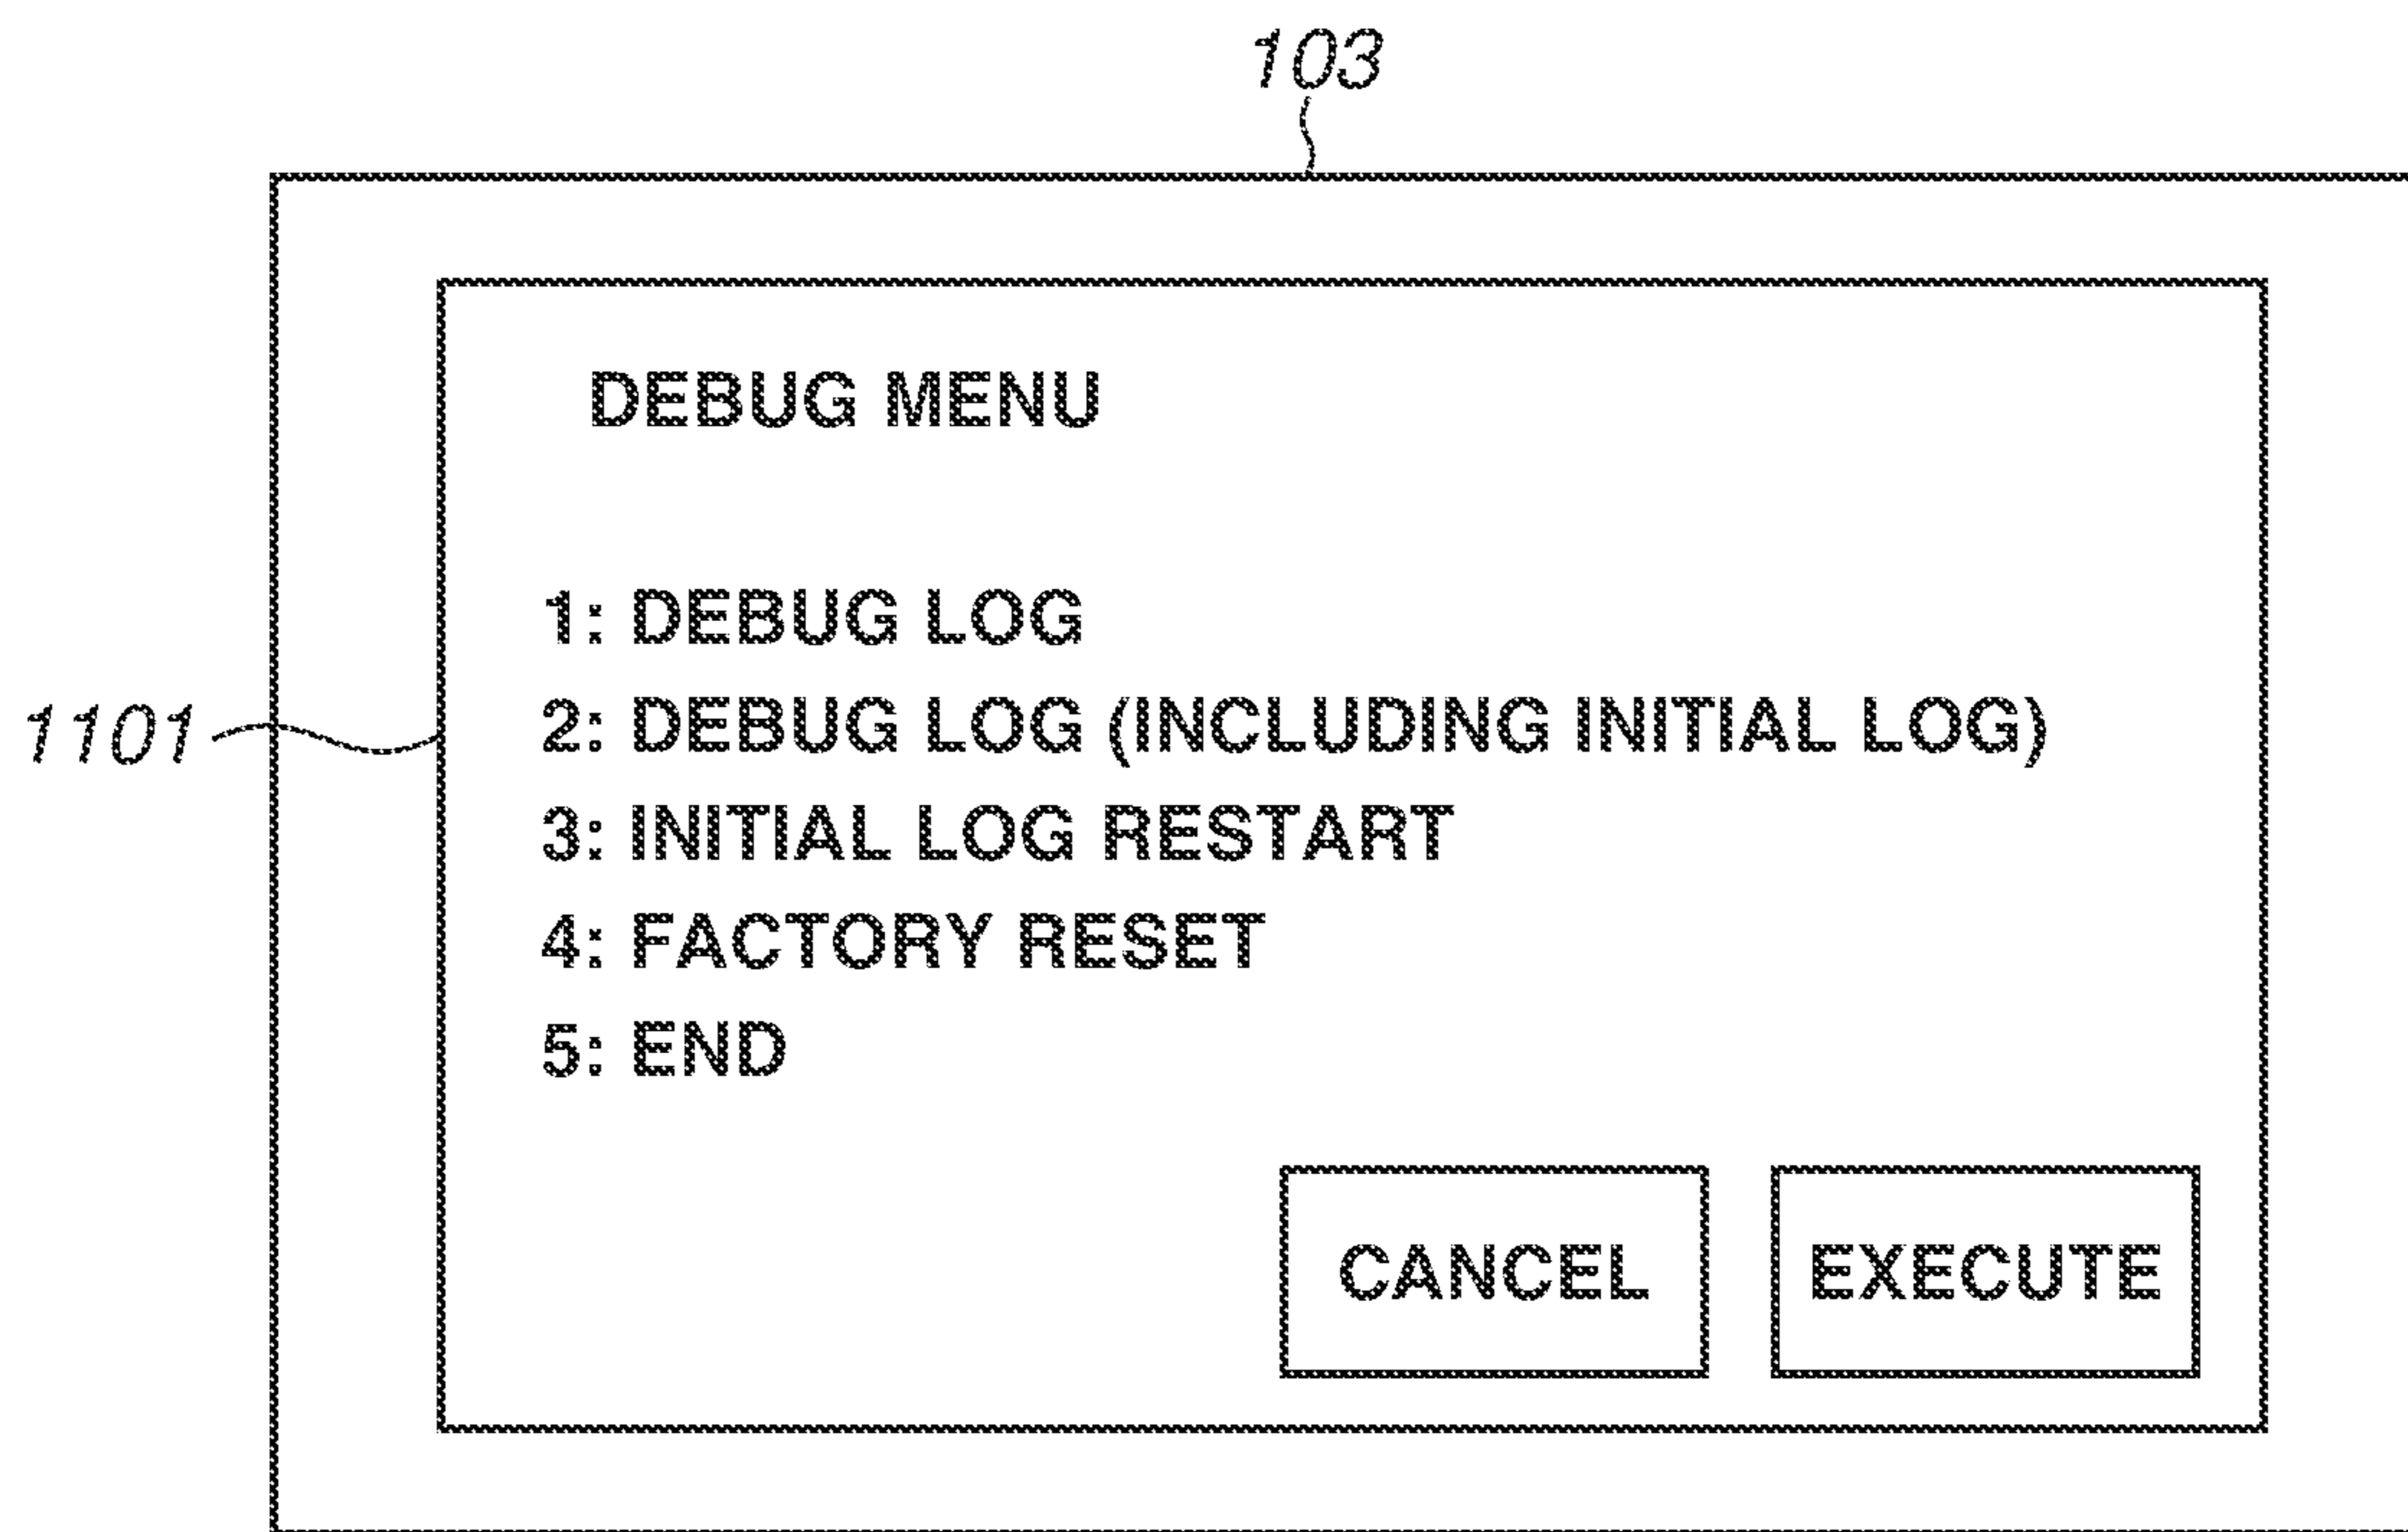 103
DEBUG MENU
1: DEBUG LOG
1101
2: DEBUG LOG (INCLUDING INITIAL LOG)
3: INITIAL LOG RESTART
4: FACTORY RESET
5: END
CANCEL
EXECUTE